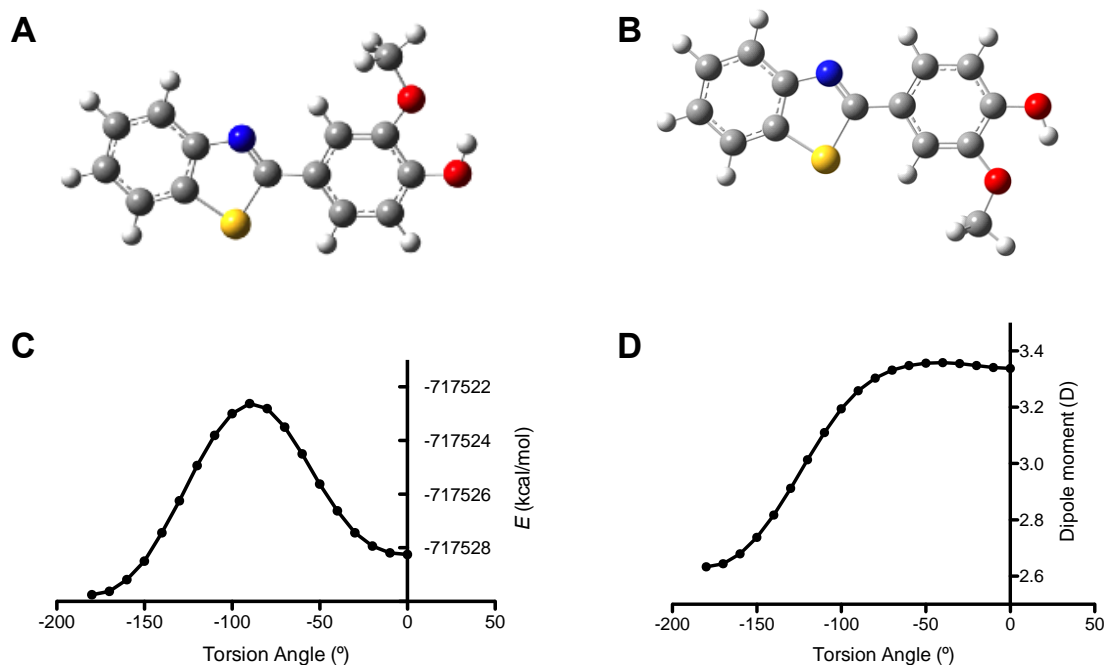 A
B
C
-717522
-717524
-717526
-717528
E (kcal/mol)
-200
-150
-100
-50
0
50
Torsion Angle (º)
D
3.4
3.2
3.0
2.8
2.6
Dipole moment (D)
-200
-150
-100
-50
0
50
Torsion Angle (º)